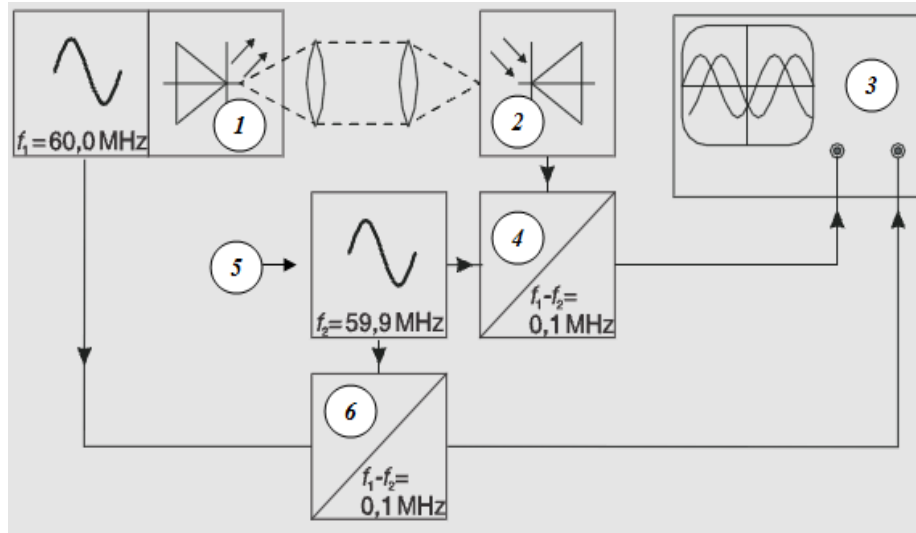 f₁=60,0 MHz
1
2
3
5
f₂=59,9 MHz
4
f₁-f₂=
0,1 MHz
6
f₁-f₂=
0,1 MHz